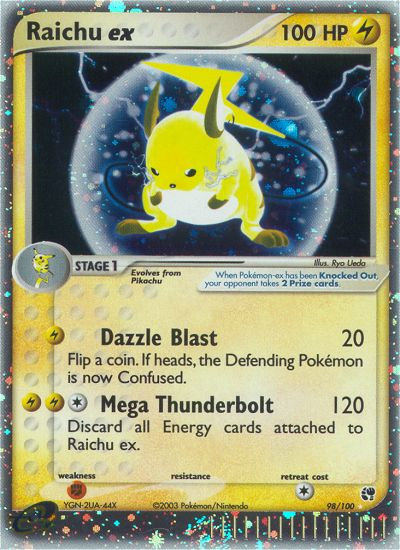 Raichu ex 100 HP
Illus. Ryo Ueda
STAGE 1
Evolves from
Pikachu
When Pokémon-ex has been Knocked Out,
your opponent takes 2 Prize cards.
Dazzle Blast 20
Flip a coin. If heads, the Defending Pokémon
is now Confused.
Mega Thunderbolt 120
Discard all Energy cards attached to
Raichu ex.
weakness resistance retreat cost
YGN-2UA-44X ©2003 Pokémon/Nintendo 98/100